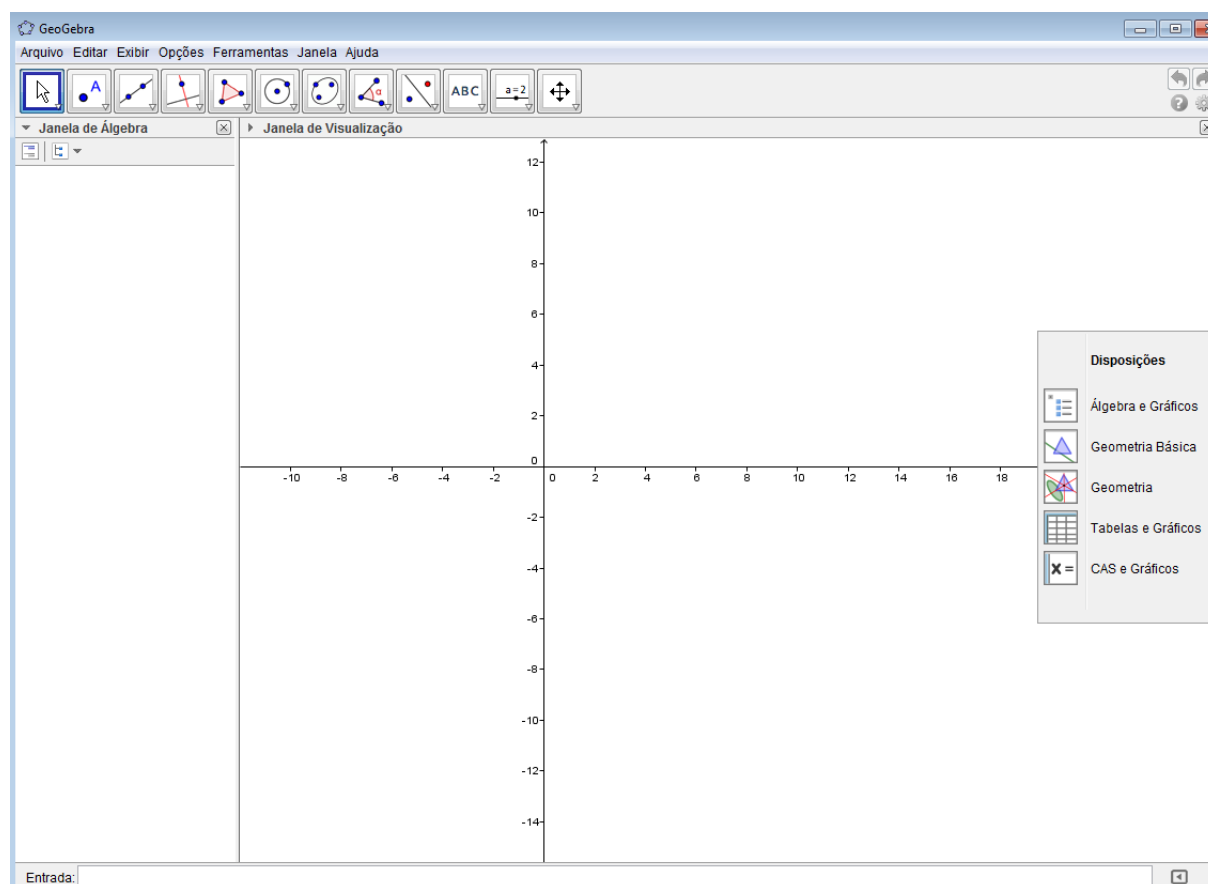 GeoGebra
Arquivo Editar Exibir Opções Ferramentas Janela Ajuda
A
α
ABC
a=2
Janela de Álgebra
Janela de Visualização
12
10
8
6
4
2
0
-10 -8 -6 -4 -2 0 2 4 6 8 10 12 14 16 18
-2
-4
-6
-8
-10
-12
-14
Disposições
Álgebra e Gráficos
Geometria Básica
Geometria
Tabelas e Gráficos
x =
CAS e Gráficos
Entrada: